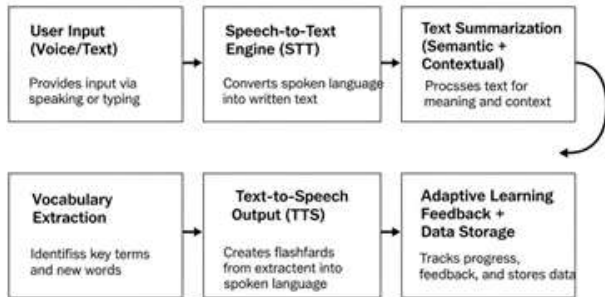 User Input
(Voice/Text)
Provides input via
speaking or typing
Speech-to-Text
Engine (STT)
Converts spoken language
into written text
Text Summarization
(Semantic +
Contextual)
Procsses text for
meaning and context
Vocabulary
Extraction
Identifiss key terms
and new words
Text-to-Speech
Output (TTS)
Creates flashfards
from extractent into
spoken language
Adaptive Learning
Feedback +
Data Storage
Tracks progress,
feedback, and stores data